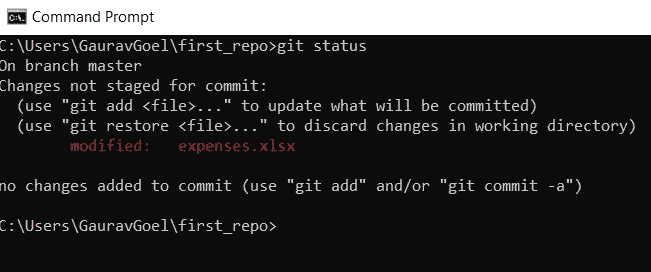 Command Prompt
C:\Users\GauravGoel\first_repo>git status
On branch master
Changes not staged for commit:
  (use "git add <file>..." to update what will be committed)
  (use "git restore <file>..." to discard changes in working directory)
        modified:   expenses.xlsx
no changes added to commit (use "git add" and/or "git commit -a")
C:\Users\GauravGoel\first_repo>